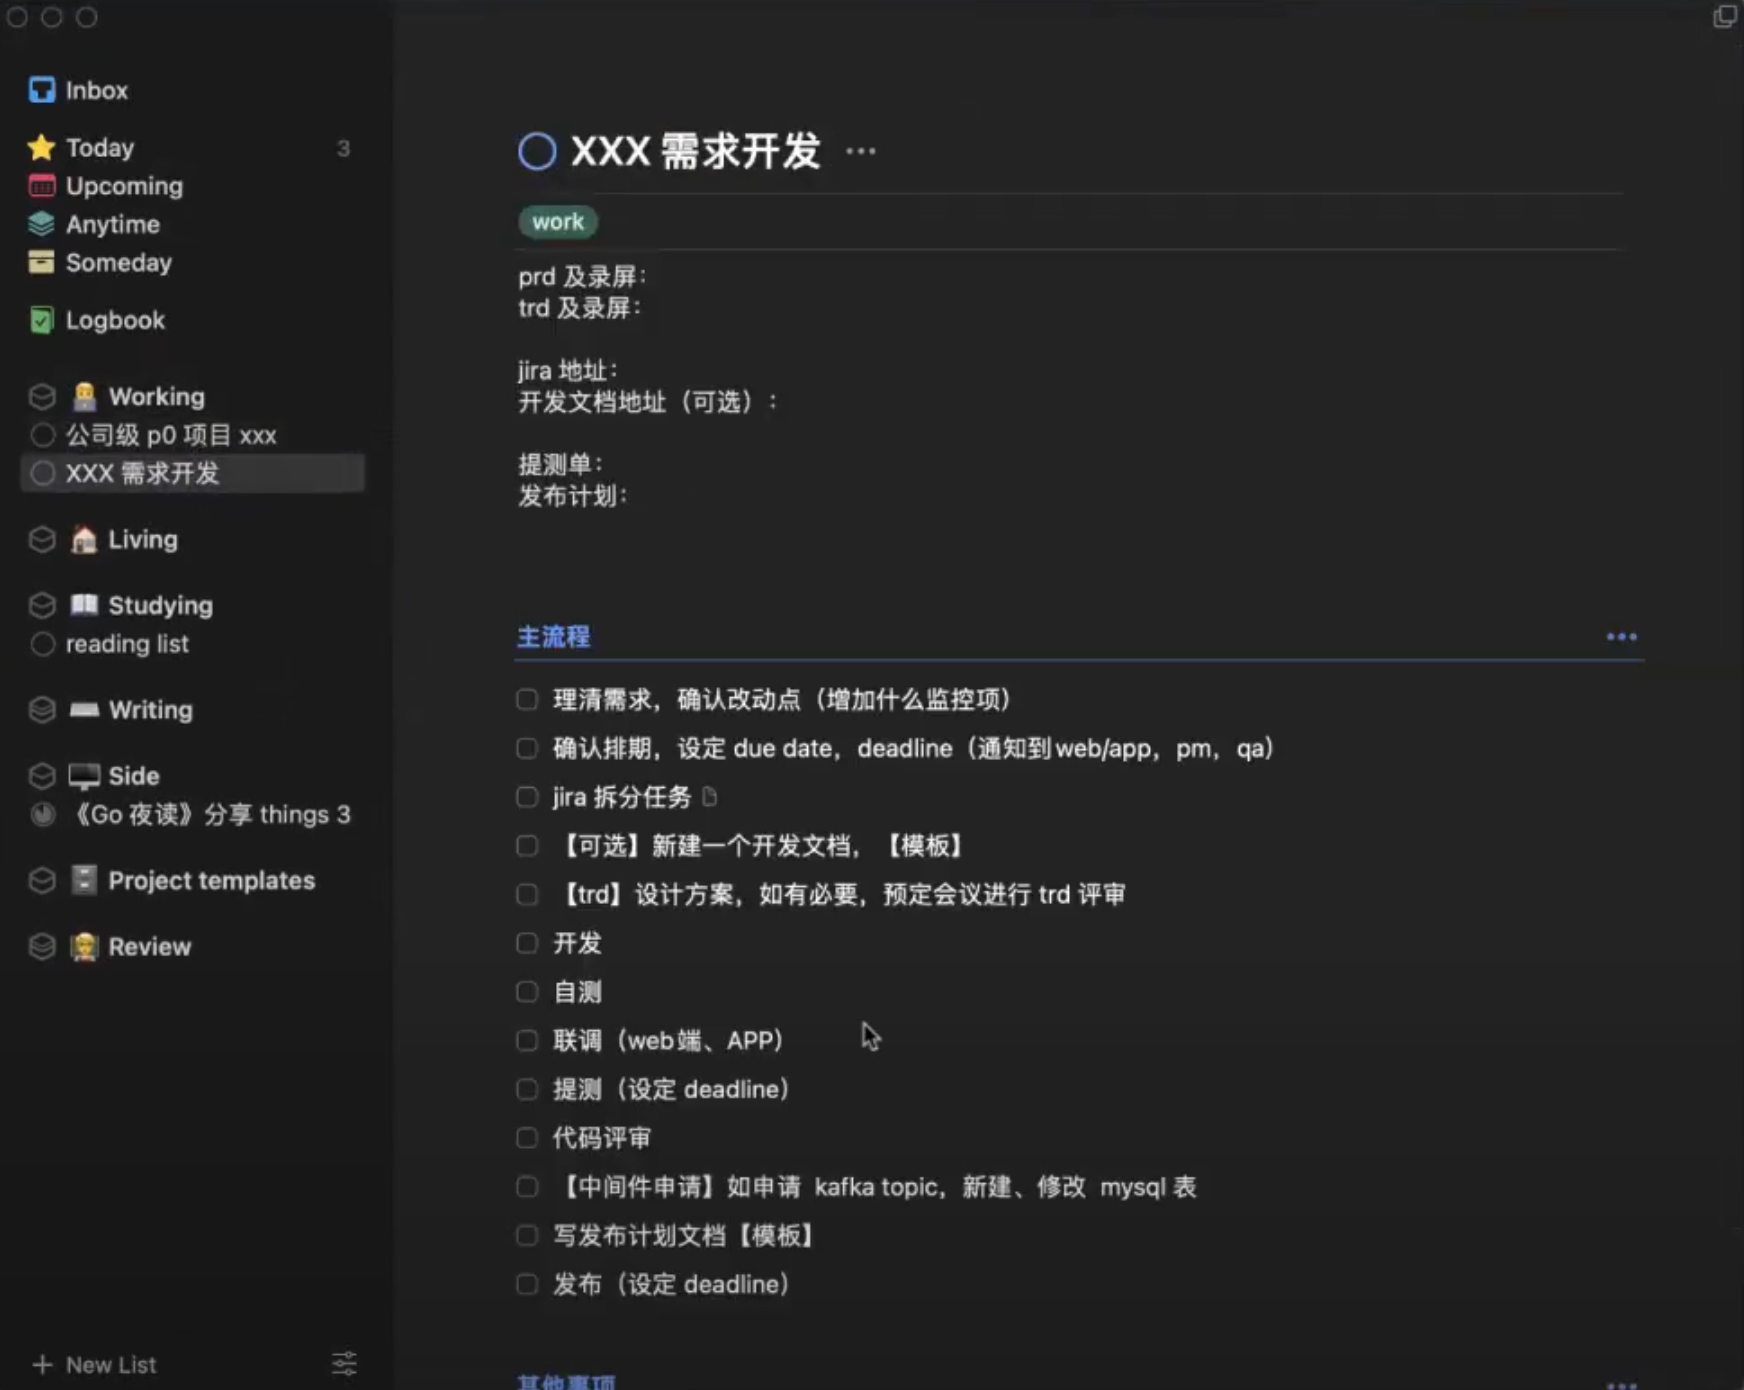 Inbox
Today 3
Upcoming
Anytime
Someday
Logbook
Working
公司级 p0 项目 xxx
XXX 需求开发
Living
Studying
reading list
Writing
Side
《Go 夜读》分享 things 3
Project templates
Review
New List
XXX 需求开发
work
prd 及录屏：
trd 及录屏：
jira 地址：
开发文档地址（可选）：
提测单：
发布计划：
主流程
理清需求，确认改动点（增加什么监控项）
确认排期，设定 due date，deadline（通知到web/app，pm，qa）
jira 拆分任务
【可选】新建一个开发文档，【模板】
【trd】设计方案，如有必要，预定会议进行 trd 评审
开发
自测
联调（web端、APP）
提测（设定 deadline）
代码评审
【中间件申请】如申请 kafka topic，新建、修改 mysql 表
写发布计划文档【模板】
发布（设定 deadline）
其他事项